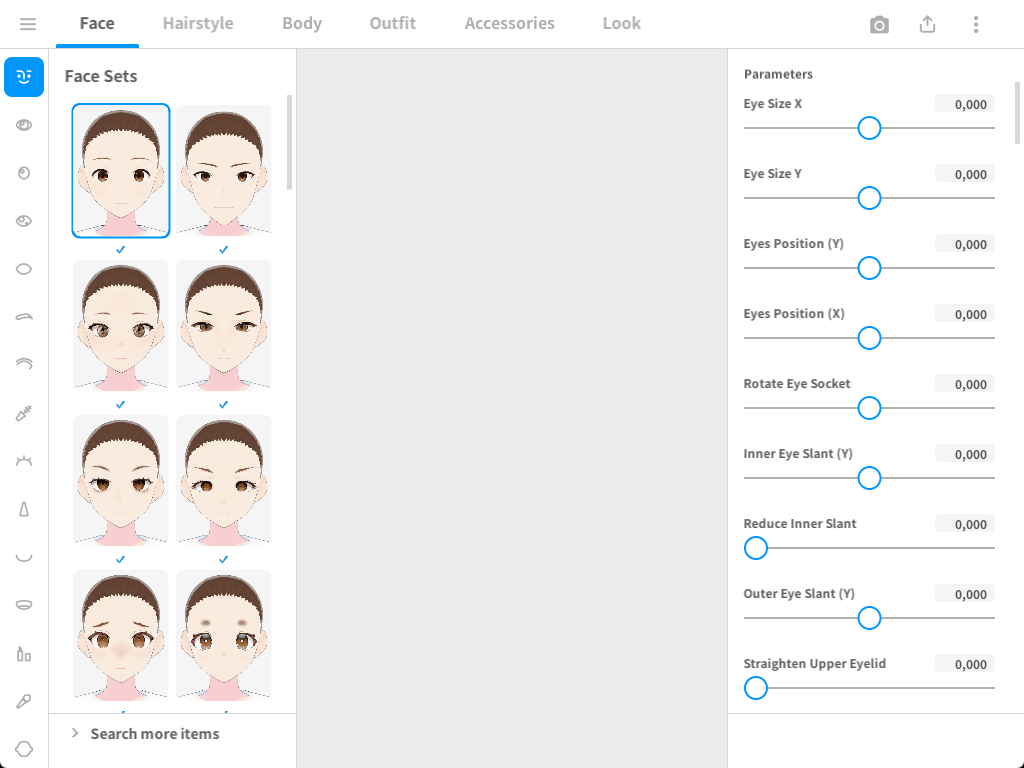 Face
Hairstyle
Body
Outfit
Accessories
Look
Face Sets
Search more items
Parameters
Eye Size X
0,000
Eye Size Y
0,000
Eyes Position (Y)
0,000
Eyes Position (X)
0,000
Rotate Eye Socket
0,000
Inner Eye Slant (Y)
0,000
Reduce Inner Slant
0,000
Outer Eye Slant (Y)
0,000
Straighten Upper Eyelid
0,000